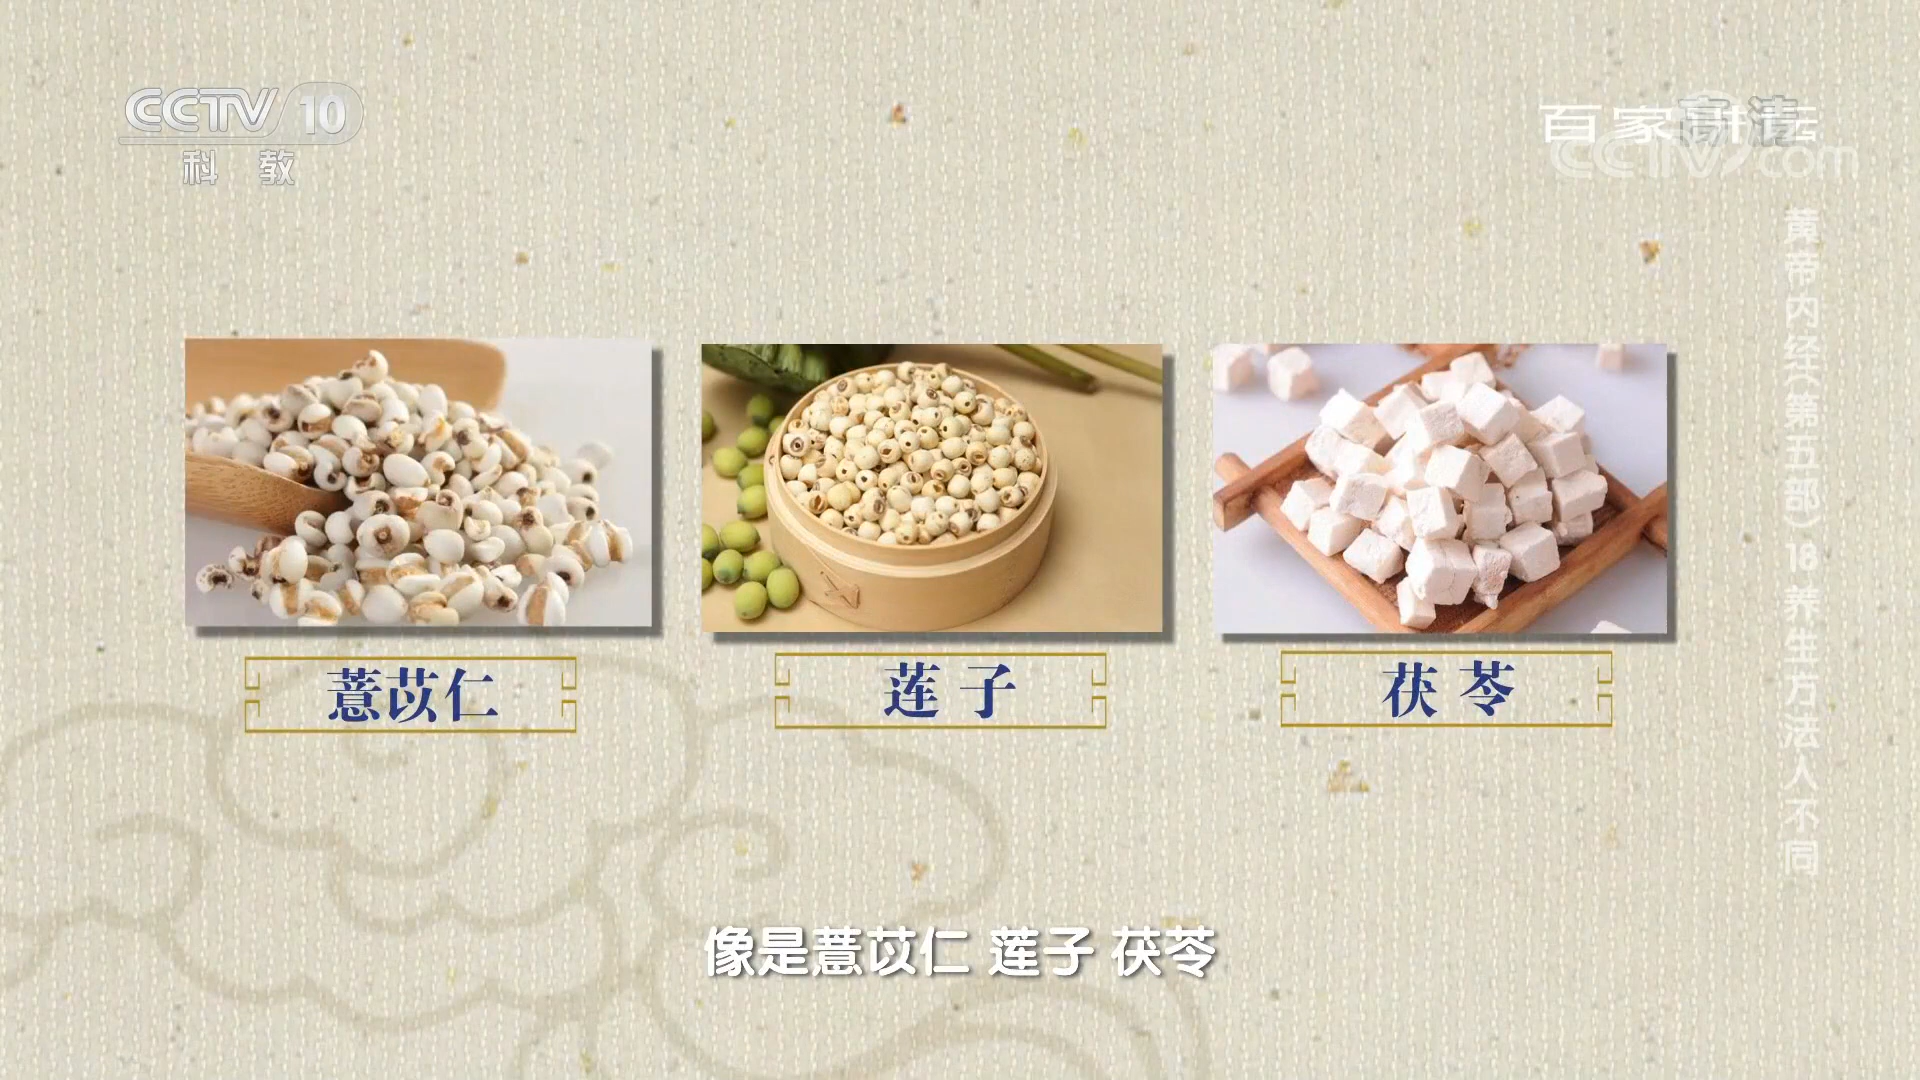 CCTV 10
科 教
百家讲坛
高清
CCTV.com
黄帝内经（第五部）18 养生方法人不同
薏苡仁
莲子
茯苓
像是薏苡仁 莲子 茯苓